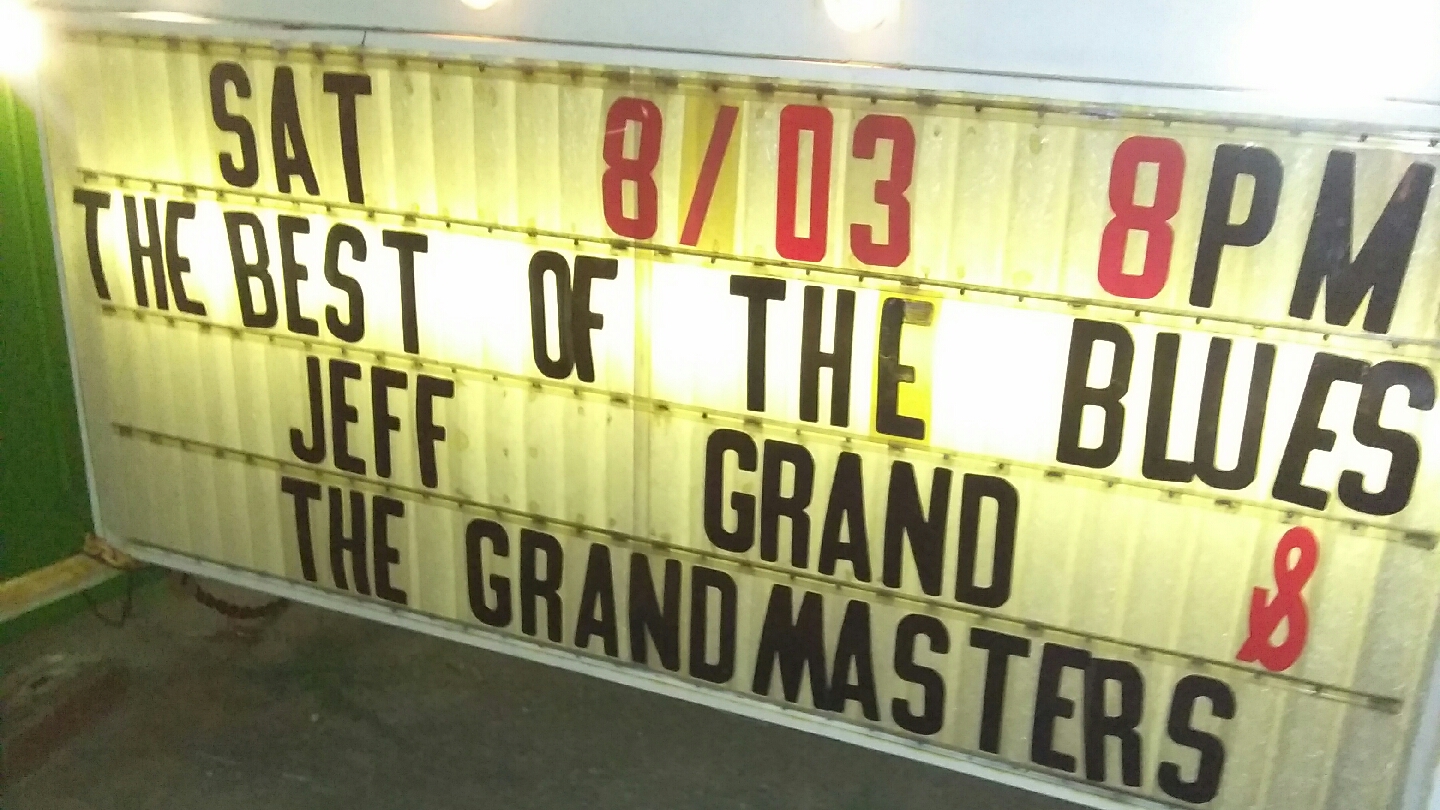 SAT 8/03 8PM
THE BEST OF THE BLUES
JEFF GRAND &
THE GRANDMASTERS